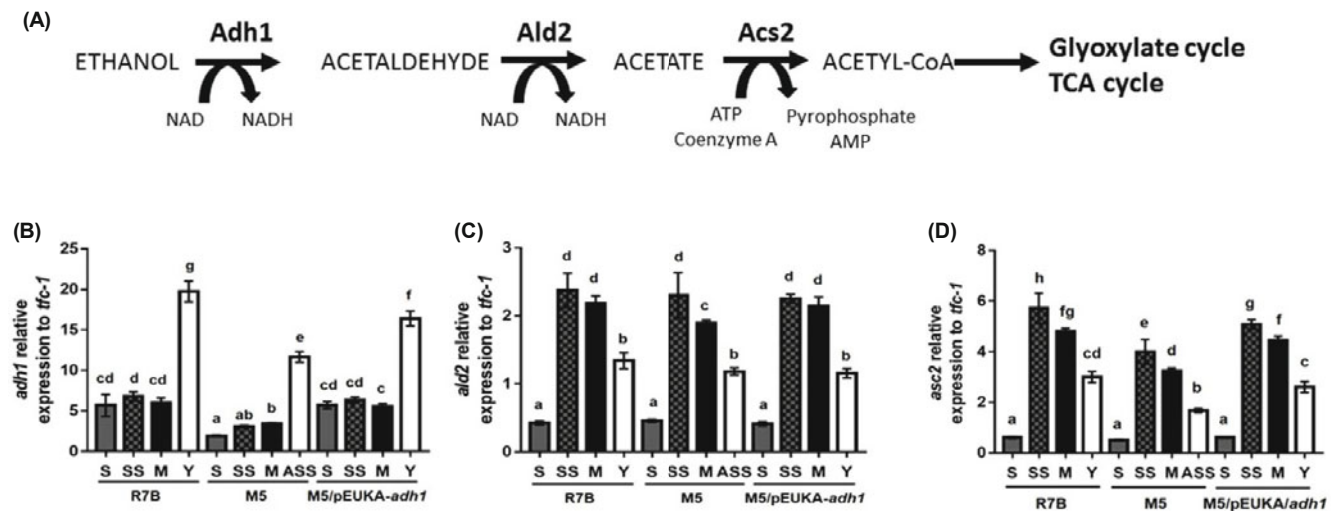 (A)
Adh1 Ald2 Acs2
ETHANOL ACETALDEHYDE ACETATE ACETYL-CoA Glyoxylate cycle
TCA cycle
NAD NADH NAD NADH ATP Pyrophosphate
Coenzyme A AMP
(B)
adh1 relative
expression to tfc-1
25
20
15
10
5
0
cd d cd g a ab b e cd cd c f
S SS M Y S SS M ASS S SS M Y
R7B M5 M5/pEUKA-adh1
(C)
ald2 relative
expression to tfc-1
3
2
1
0
a d d b a d c b a d d b
S SS M Y S SS M ASS S SS M Y
R7B M5 M5/pEUKA-adh1
(D)
asc2 relative
expression to tfc-1
8
6
4
2
0
a h fg cd a e d b a g f c
S SS M Y S SS M ASS S SS M Y
R7B M5 M5/pEUKA/adh1